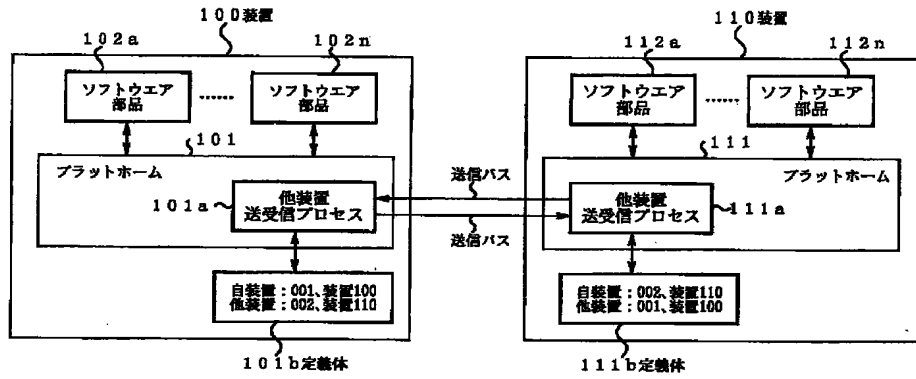 100装置
110装置
102a
102n
112a
112n
ソフトウエア
部品
……
ソフトウエア
部品
ソフトウエア
部品
……
ソフトウエア
部品
101
111
プラットホーム
プラットホーム
送信パス
他装置
送受信プロセス
他装置
送受信プロセス
101a
111a
送信パス
自装置：001、装置100
他装置：002、装置110
自装置：002、装置110
他装置：001、装置100
101b定義体
111b定義体